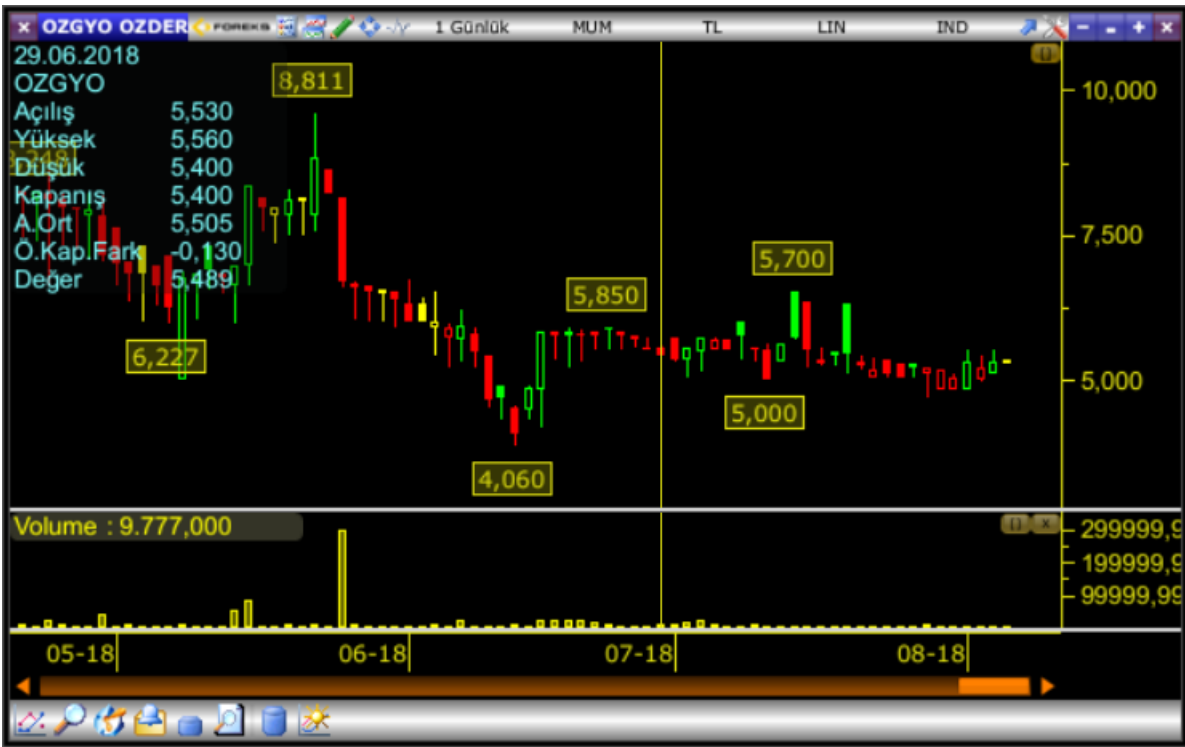 OZGYO OZDER FOREKS 1 Günlük MUM TL LIN IND
29.06.2018
OZGYO
Açılış 5,530
Yüksek 5,560
Düşük 5,400
Kapanış 5,400
A.Ort 5,505
Ö.Kap.Fark -0,130
Değer 5,489
8,811
10,000
7,500
5,700
5,850
6,227
5,000
5,000
4,060
Volume : 9.777,000
299999,9
199999,9
99999,99
05-18 06-18 07-18 08-18